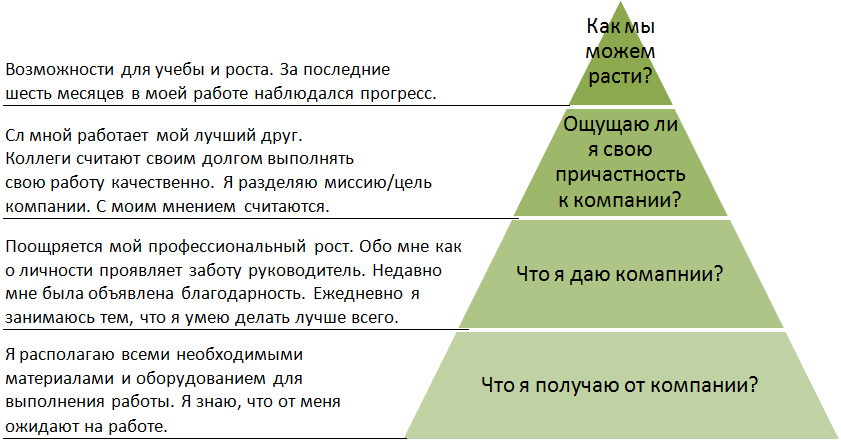 Как мы
можем
расти?
Возможности для учебы и роста. За последние
шесть месяцев в моей работе наблюдался прогресс.
Ощущаю ли
я свою
причастность
к компании?
Сл мной работает мой лучший друг.
Коллеги считают своим долгом выполнять
свою работу качественно. Я разделяю миссию/цель
компании. С моим мнением считаются.
Что я даю комапнии?
Поощряется мой профессиональный рост. Обо мне как
о личности проявляет заботу руководитель. Недавно
мне была объявлена благодарность. Ежедневно я
занимаюсь тем, что я умею делать лучше всего.
Что я получаю от компании?
Я располагаю всеми необходимыми
материалами и оборудованием для
выполнения работы. Я знаю, что от меня
ожидают на работе.